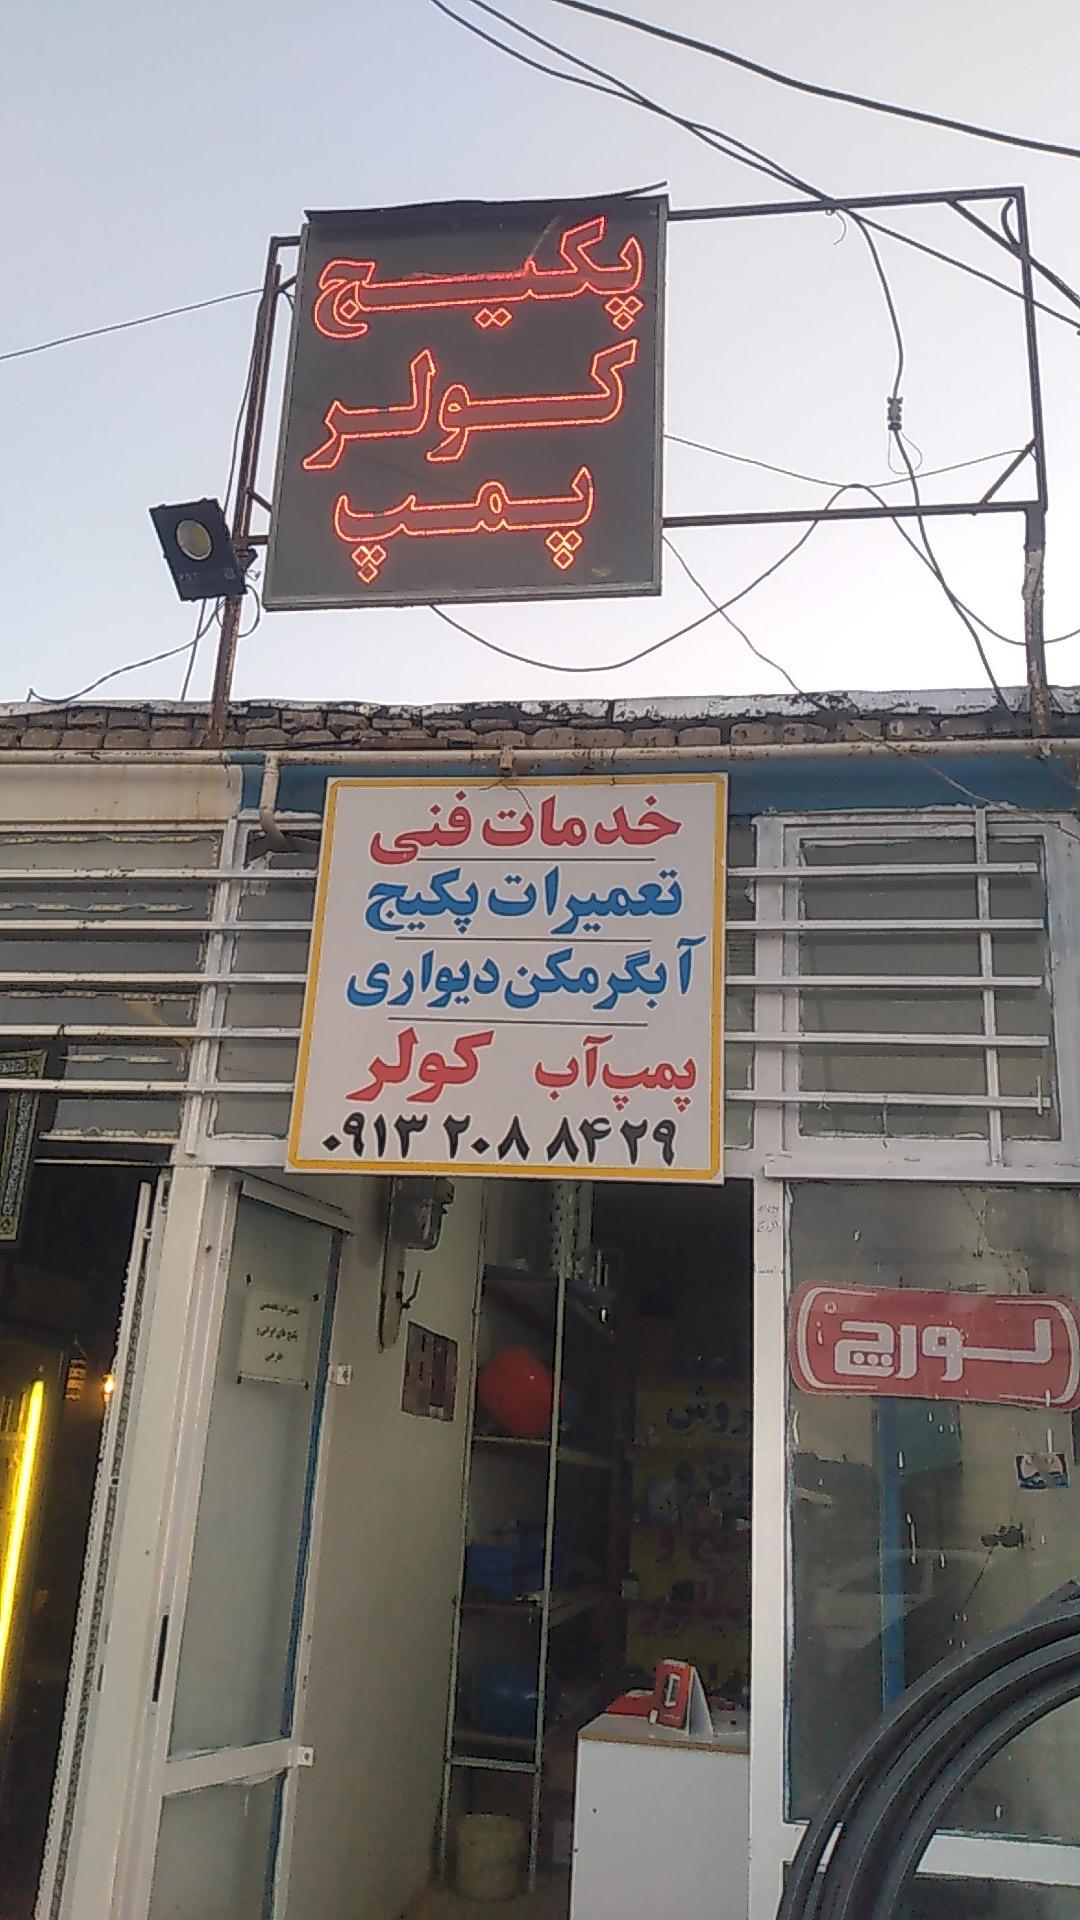 پکیج
کولر
پمپ
خدمات فنی
تعمیرات پکیج
آبگرمکن دیواری
پمپ آب کولر
۰۹۱۳ ۲۰۸ ۸۴۲۹
لورچ